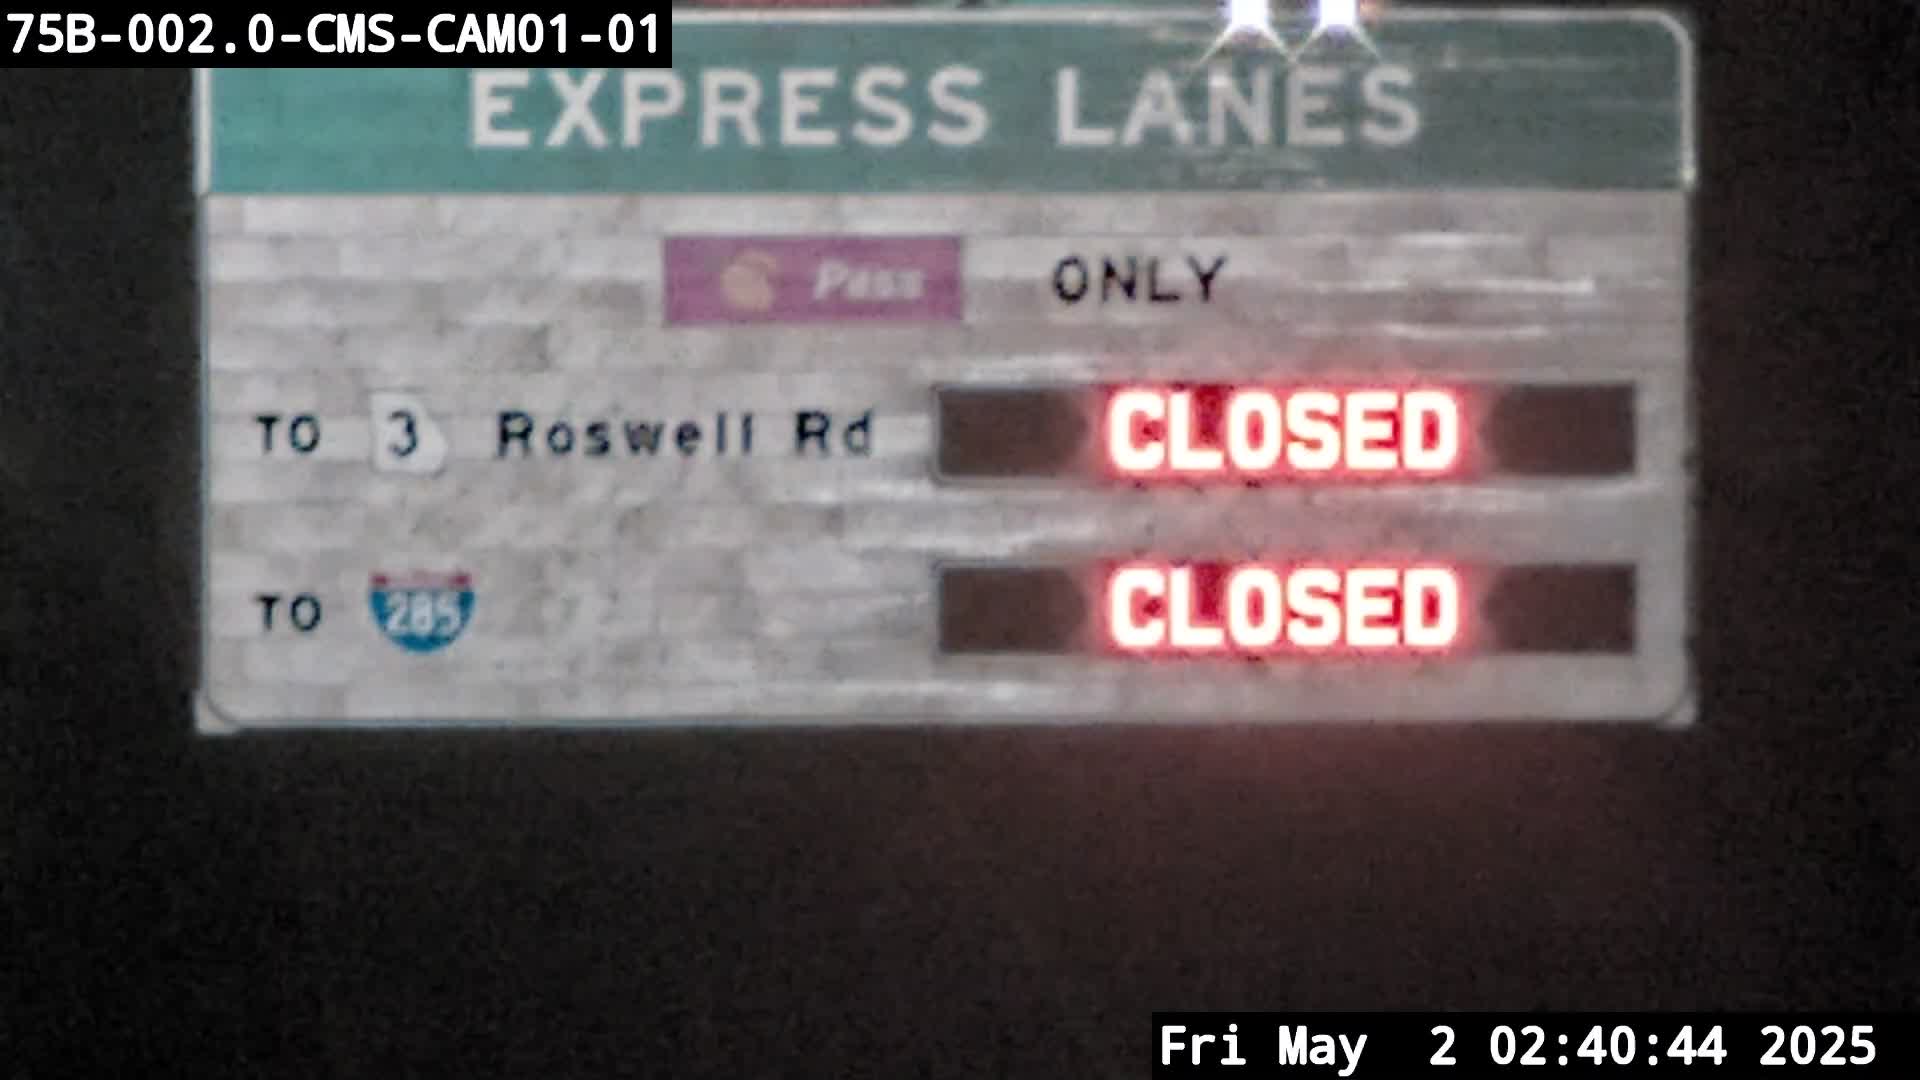 75B-002.0-CMS-CAM01-01
EXPRESS LANES
Pass ONLY
TO 3 Roswell Rd CLOSED
TO 285 CLOSED
Fri May 2 02:40:44 2025